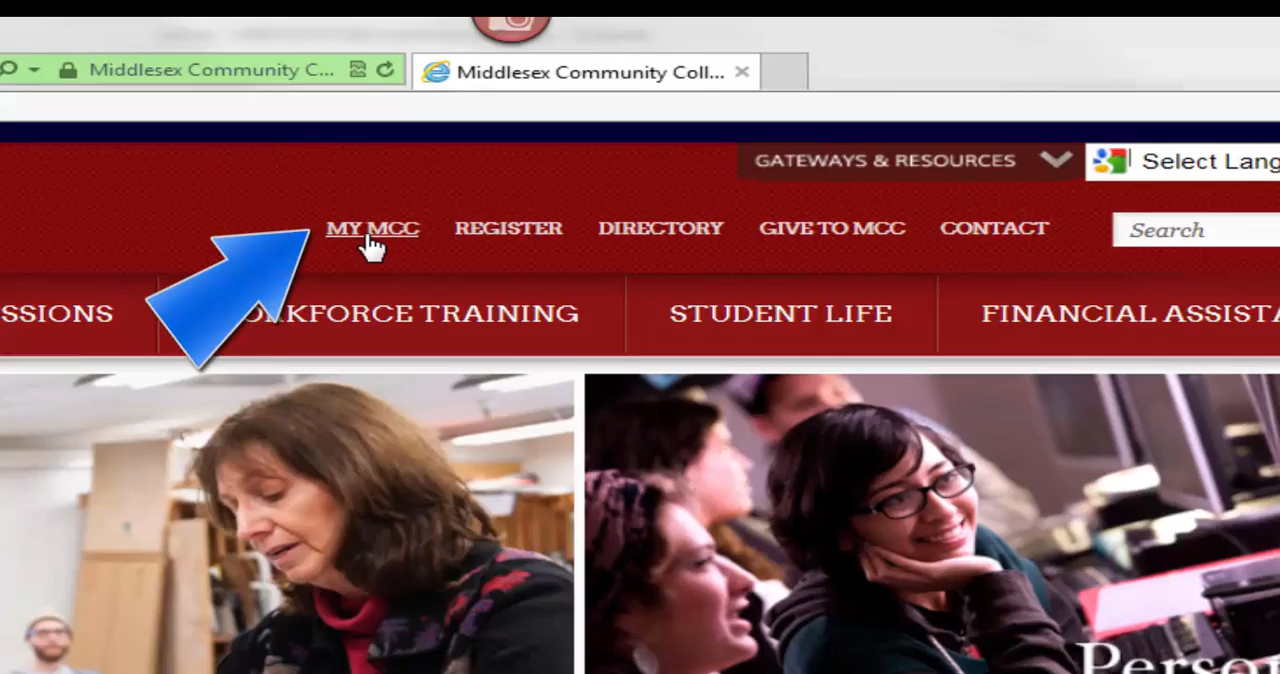 Middlesex Community C... Middlesex Community Coll...
GATEWAYS & RESOURCES Select Lang
MY MCC REGISTER DIRECTORY GIVE TO MCC CONTACT Search
SSIONS ORKFORCE TRAINING STUDENT LIFE FINANCIAL ASSISTA
Person